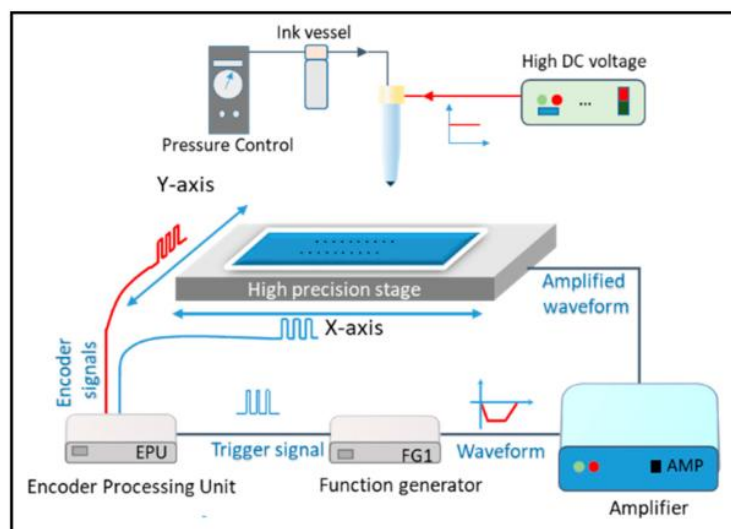 Ink vessel
High DC voltage
...
Pressure Control
Y-axis
High precision stage
Amplified
waveform
X-axis
Encoder
signals
EPU
Trigger signal
FG1
Waveform
AMP
Encoder Processing Unit
Function generator
Amplifier